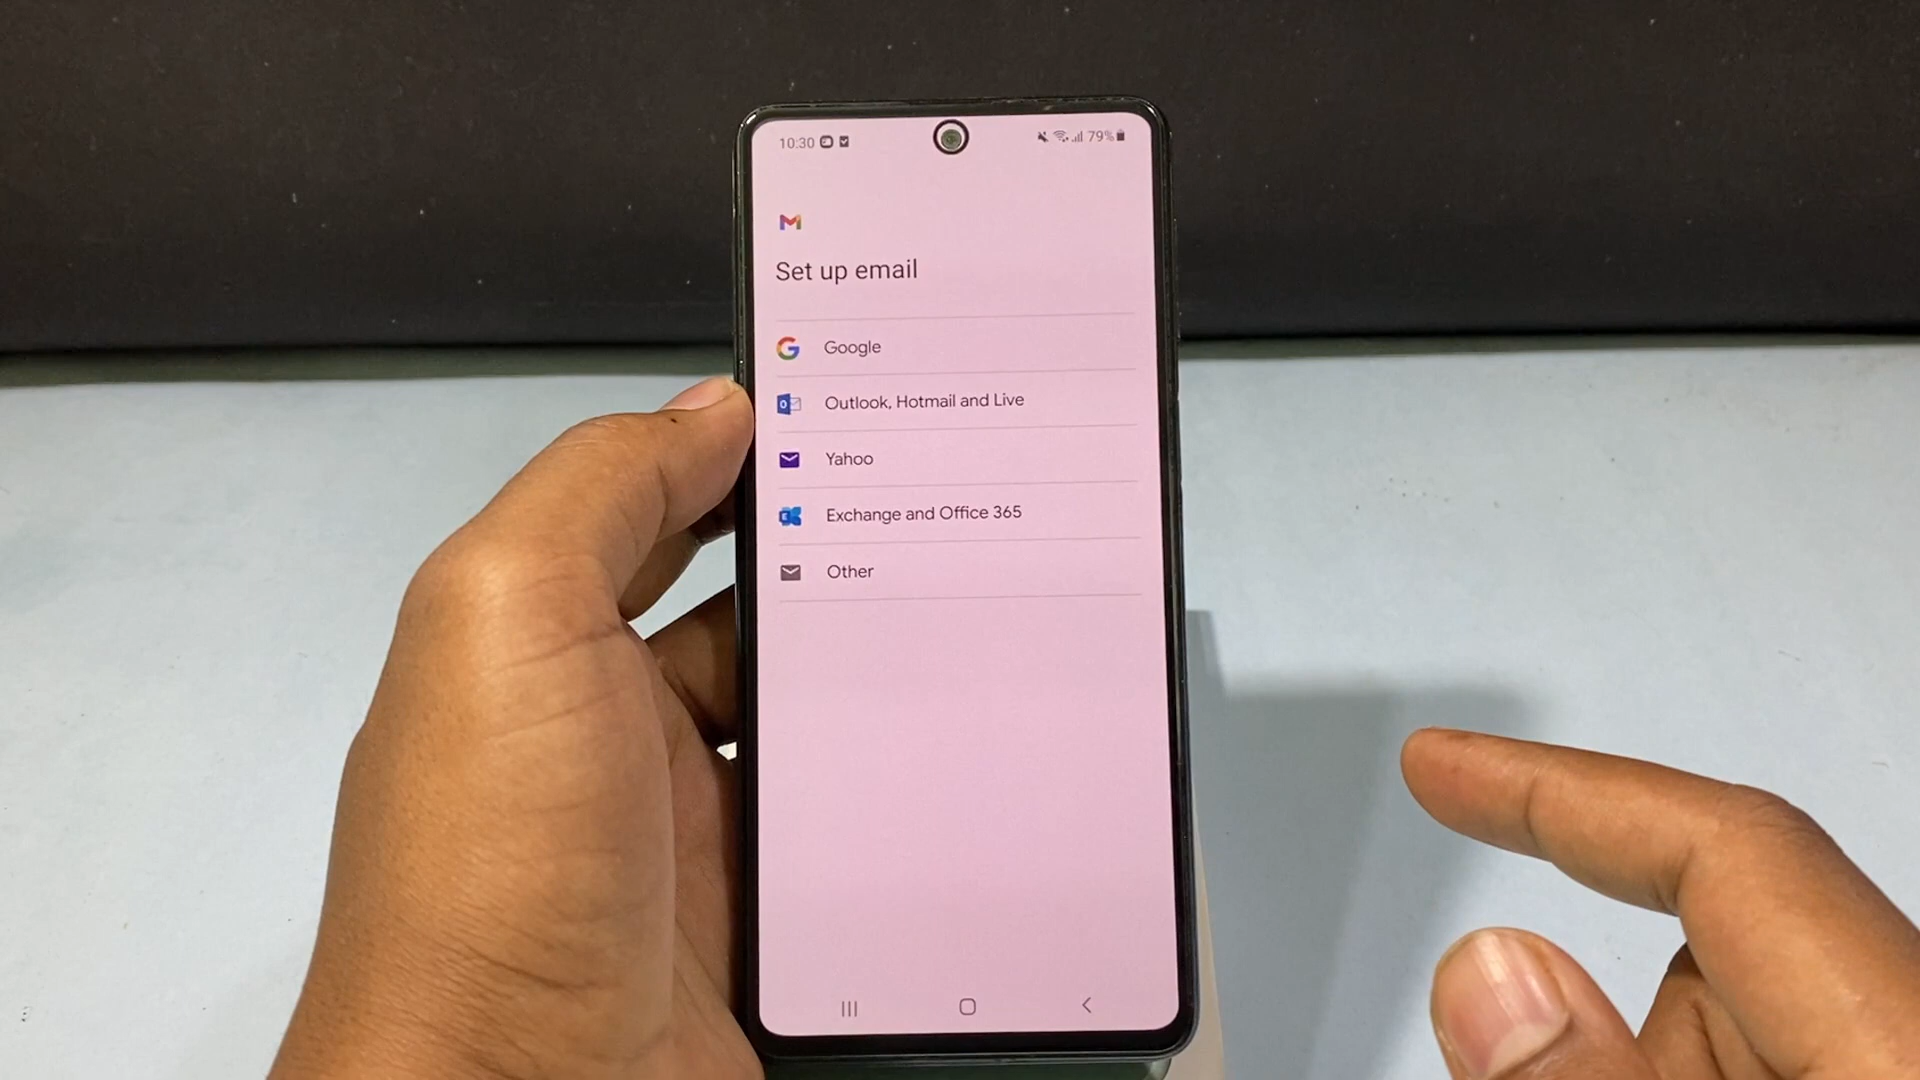 10:30 79%
Set up email
Google
Outlook, Hotmail and Live
Yahoo
Exchange and Office 365
Other